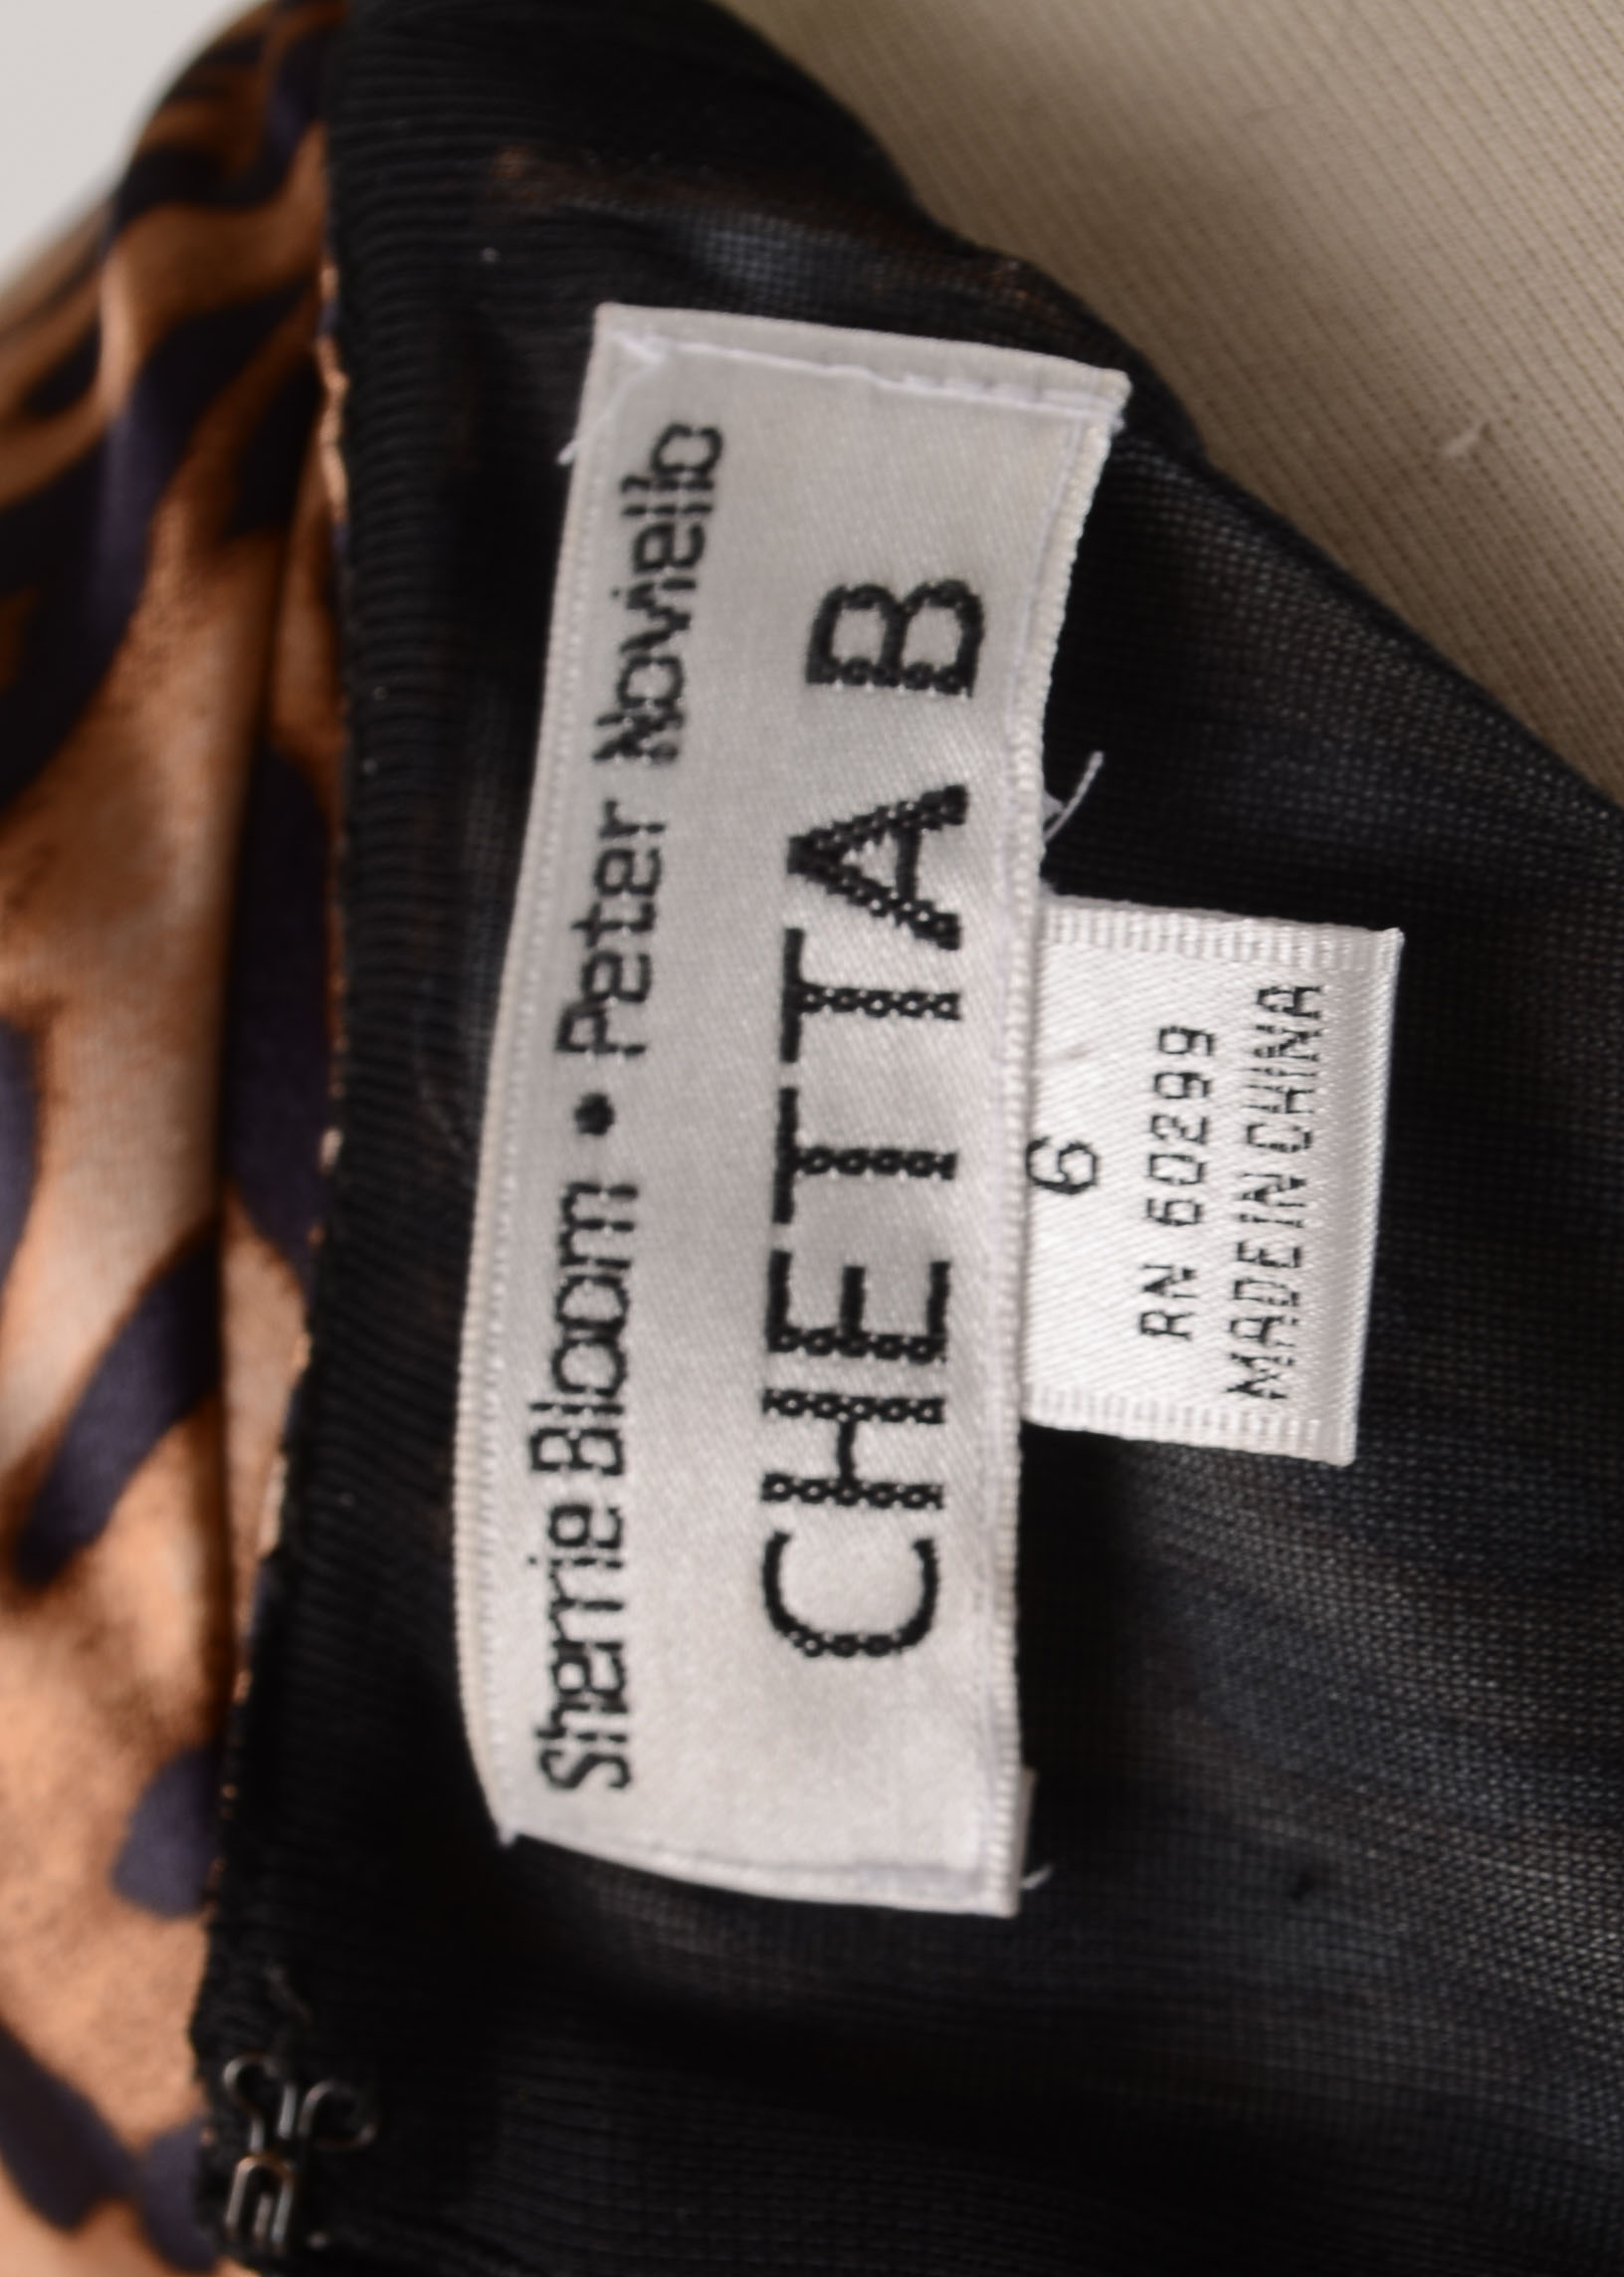 Sherrie Bloom • Peter Noviello
CHETTA B
6
RN 60299
MADE IN CHINA